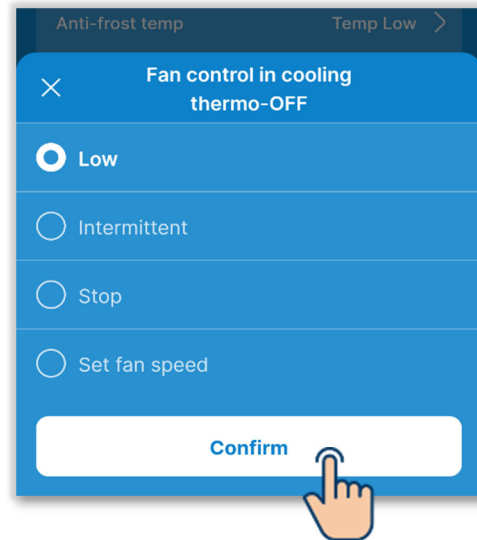 Anti-frost temp Temp Low
Fan control in cooling
thermo-OFF
Low
Intermittent
Stop
Set fan speed
Confirm